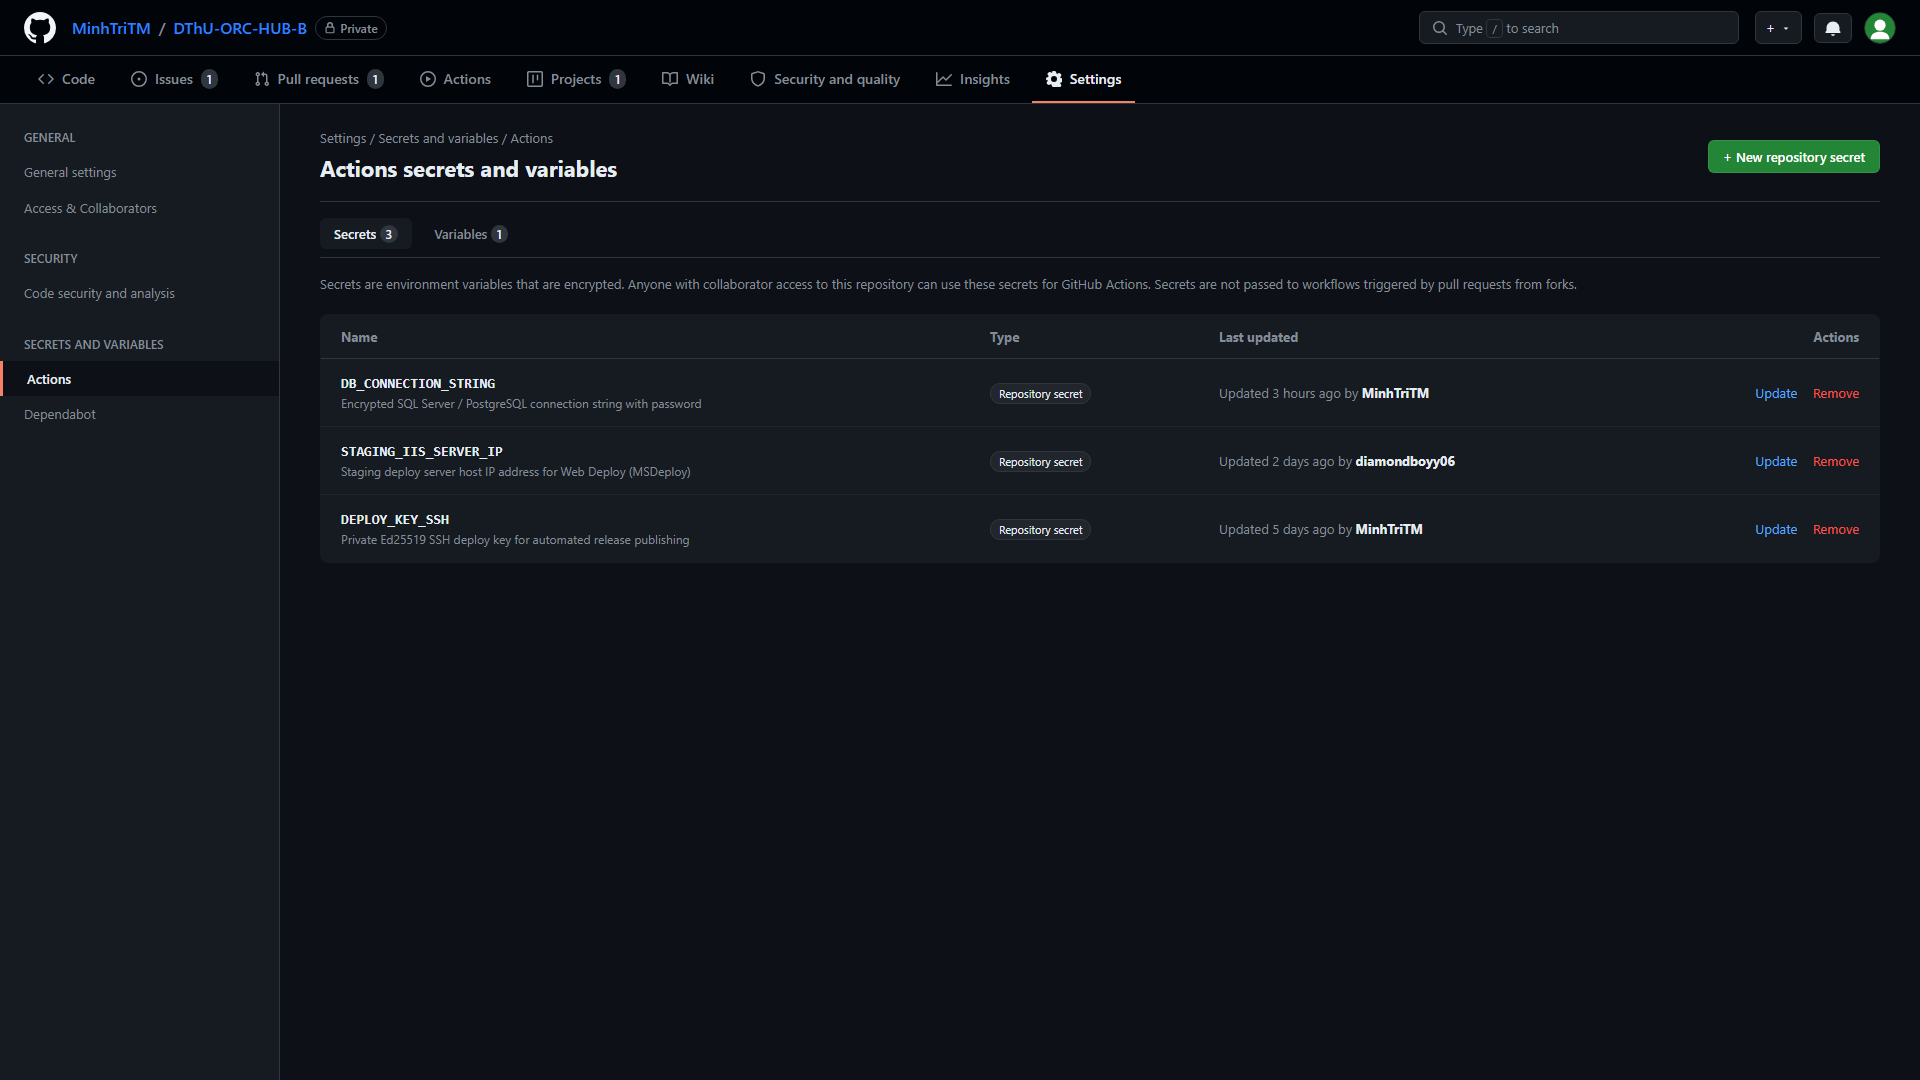 MinhTriTM / DThU-ORC-HUB-B Private
Type / to search
+
Code
Issues 1
Pull requests 1
Actions
Projects 1
Wiki
Security and quality
Insights
Settings
GENERAL
General settings
Access & Collaborators
SECURITY
Code security and analysis
SECRETS AND VARIABLES
Actions
Dependabot
Settings / Secrets and variables / Actions
Actions secrets and variables
+ New repository secret
Secrets 3
Variables 1
Secrets are environment variables that are encrypted. Anyone with collaborator access to this repository can use these secrets for GitHub Actions. Secrets are not passed to workflows triggered by pull requests from forks.
Name Type Last updated Actions
DB_CONNECTION_STRING
Encrypted SQL Server / PostgreSQL connection string with password
Repository secret
Updated 3 hours ago by MinhTriTM
Update Remove
STAGING_IIS_SERVER_IP
Staging deploy server host IP address for Web Deploy (MSDeploy)
Repository secret
Updated 2 days ago by diamondboyy06
Update Remove
DEPLOY_KEY_SSH
Private Ed25519 SSH deploy key for automated release publishing
Repository secret
Updated 5 days ago by MinhTriTM
Update Remove